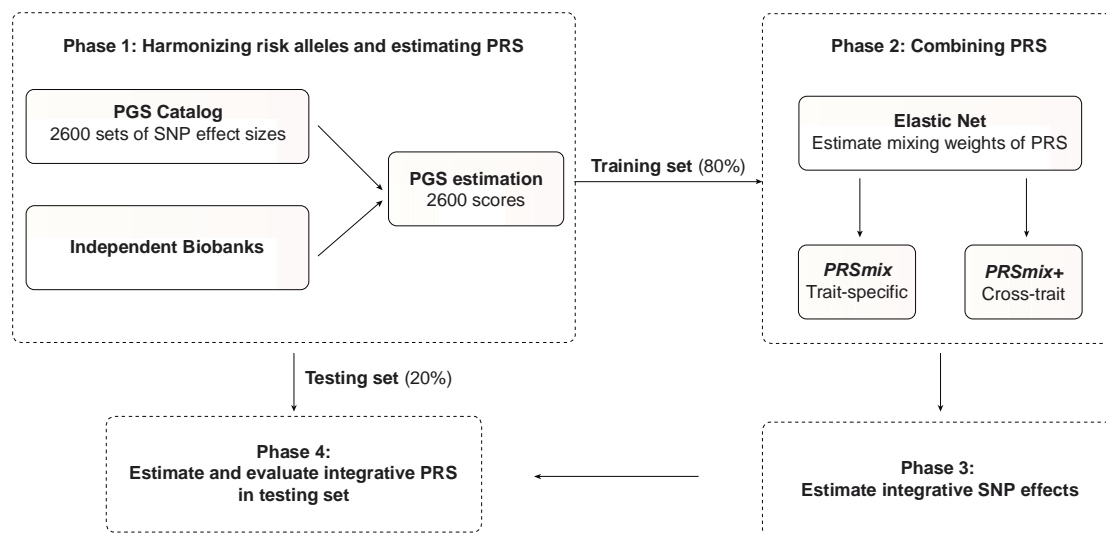 Phase 1: Harmonizing risk alleles and estimating PRS
PGS Catalog
2600 sets of SNP effect sizes
Independent Biobanks
PGS estimation
2600 scores
Training set (80%)
Phase 2: Combining PRS
Elastic Net
Estimate mixing weights of PRS
PRSmix
Trait-specific
PRSmix+
Cross-trait
Testing set (20%)
Phase 4:
Estimate and evaluate integrative PRS
in testing set
Phase 3:
Estimate integrative SNP effects